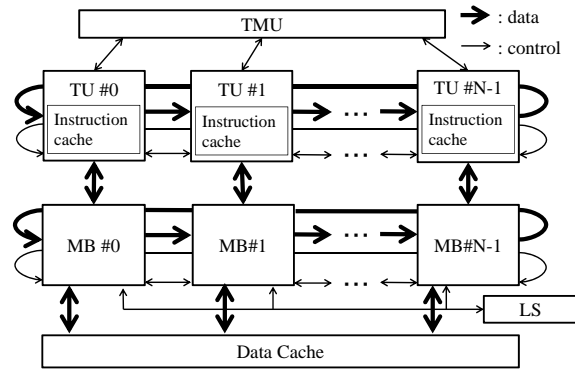 TMU
: data
: control
TU #0
TU #1
TU #N-1
Instruction
cache
Instruction
cache
Instruction
cache
...
...
MB #0
MB#1
MB#N-1
...
...
LS
Data Cache